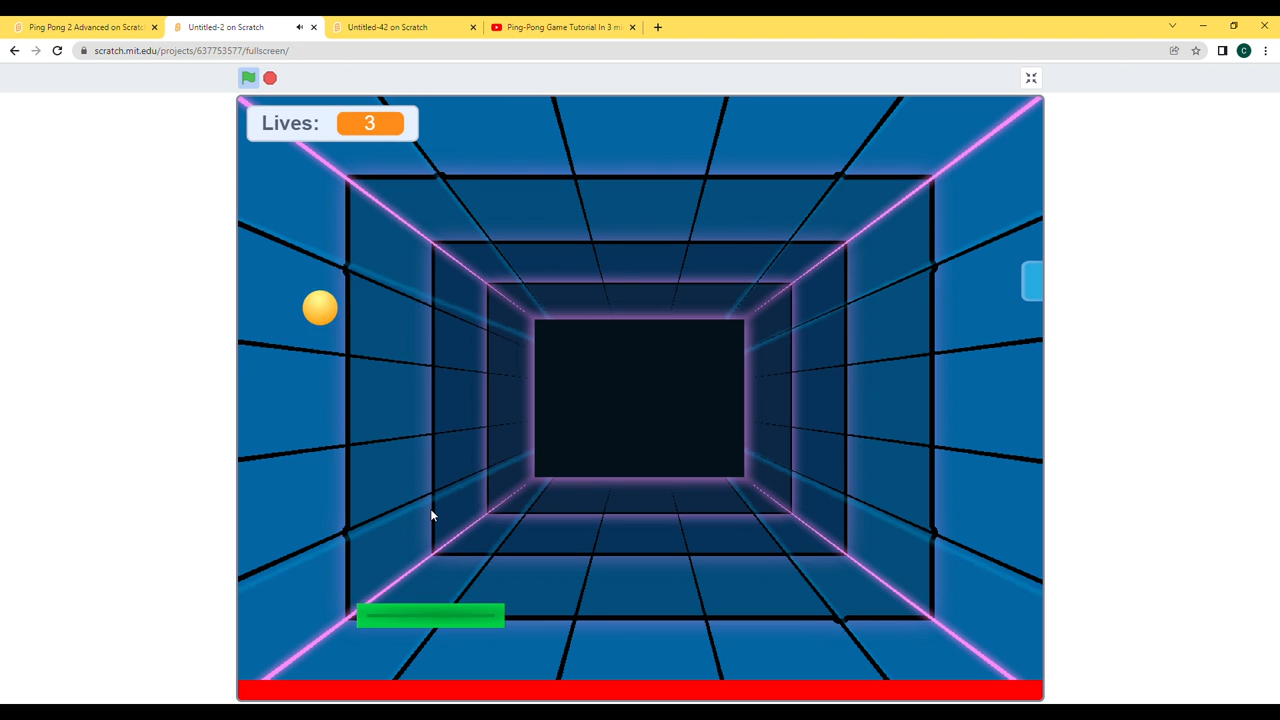 Ping Pong 2 Advanced on Scratch
Untitled-2 on Scratch
Untitled-42 on Scratch
Ping-Pong Game Tutorial In 3 mi
scratch.mit.edu/projects/637753577/fullscreen/
C
Lives: 3